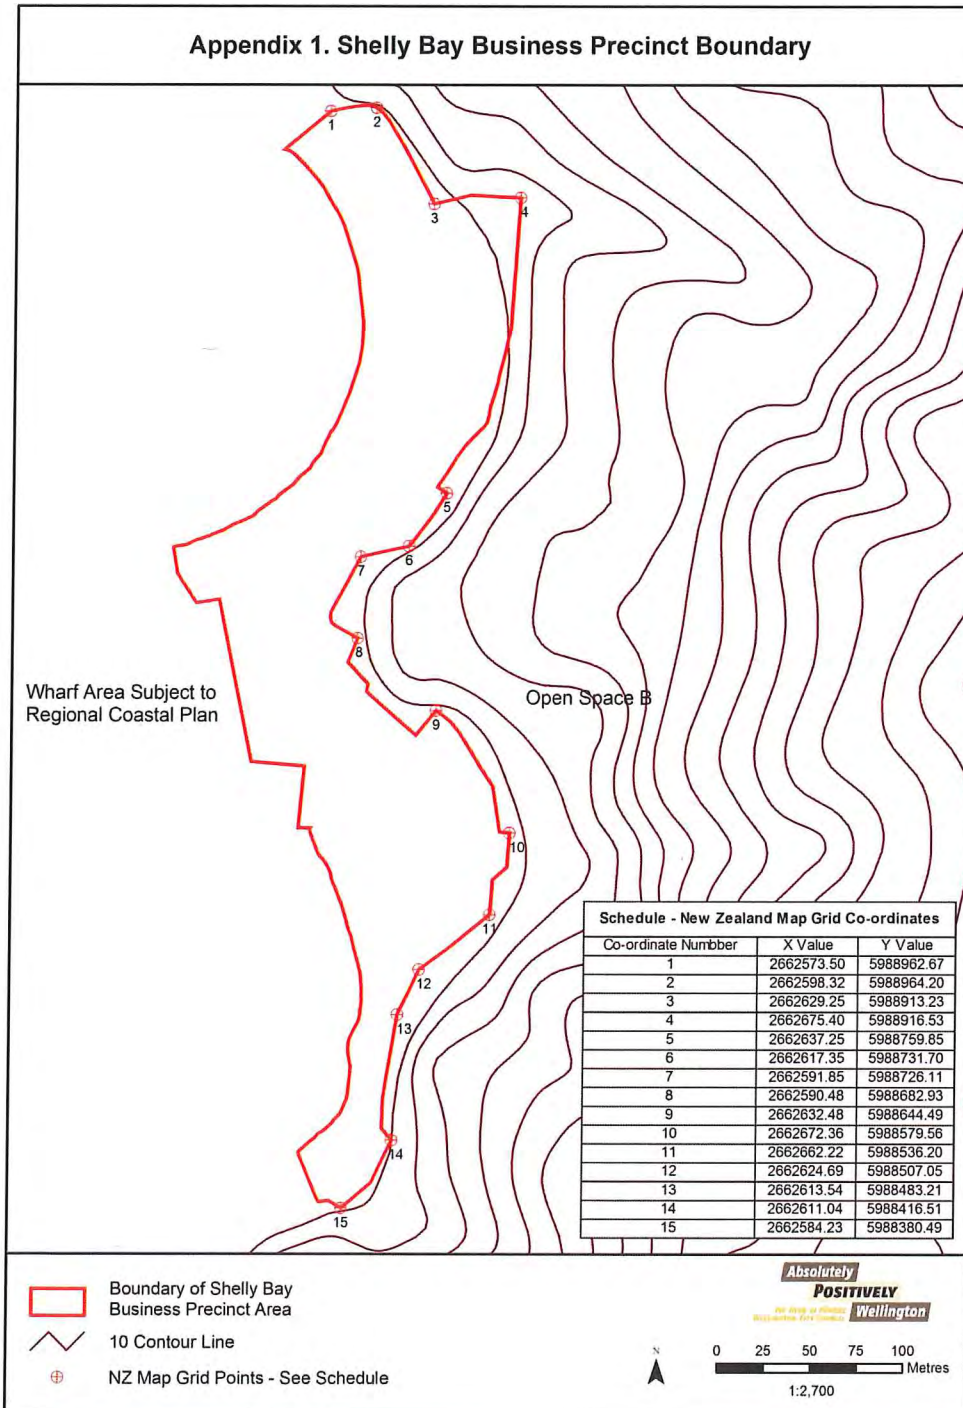 Appendix 1. Shelly Bay Business Precinct Boundary
1
2
3
4
5
6
7
8
9
10
11
12
13
14
15
Wharf Area Subject to
Regional Coastal Plan
Open Space B
Schedule - New Zealand Map Grid Co-ordinates
Co-ordinate Numbber X Value Y Value
1 2662573.50 5988962.67
2 2662598.32 5988964.20
3 2662629.25 5988913.23
4 2662675.40 5988916.53
5 2662637.25 5988759.85
6 2662617.35 5988731.70
7 2662591.85 5988726.11
8 2662590.48 5988682.93
9 2662632.48 5988644.49
10 2662672.36 5988579.56
11 2662662.22 5988536.20
12 2662624.69 5988507.05
13 2662613.54 5988483.21
14 2662611.04 5988416.51
15 2662584.23 5988380.49
Boundary of Shelly Bay
Business Precinct Area
10 Contour Line
NZ Map Grid Points - See Schedule
Absolutely
POSITIVELY
Wellington
N
0 25 50 75 100
Metres
1:2,700